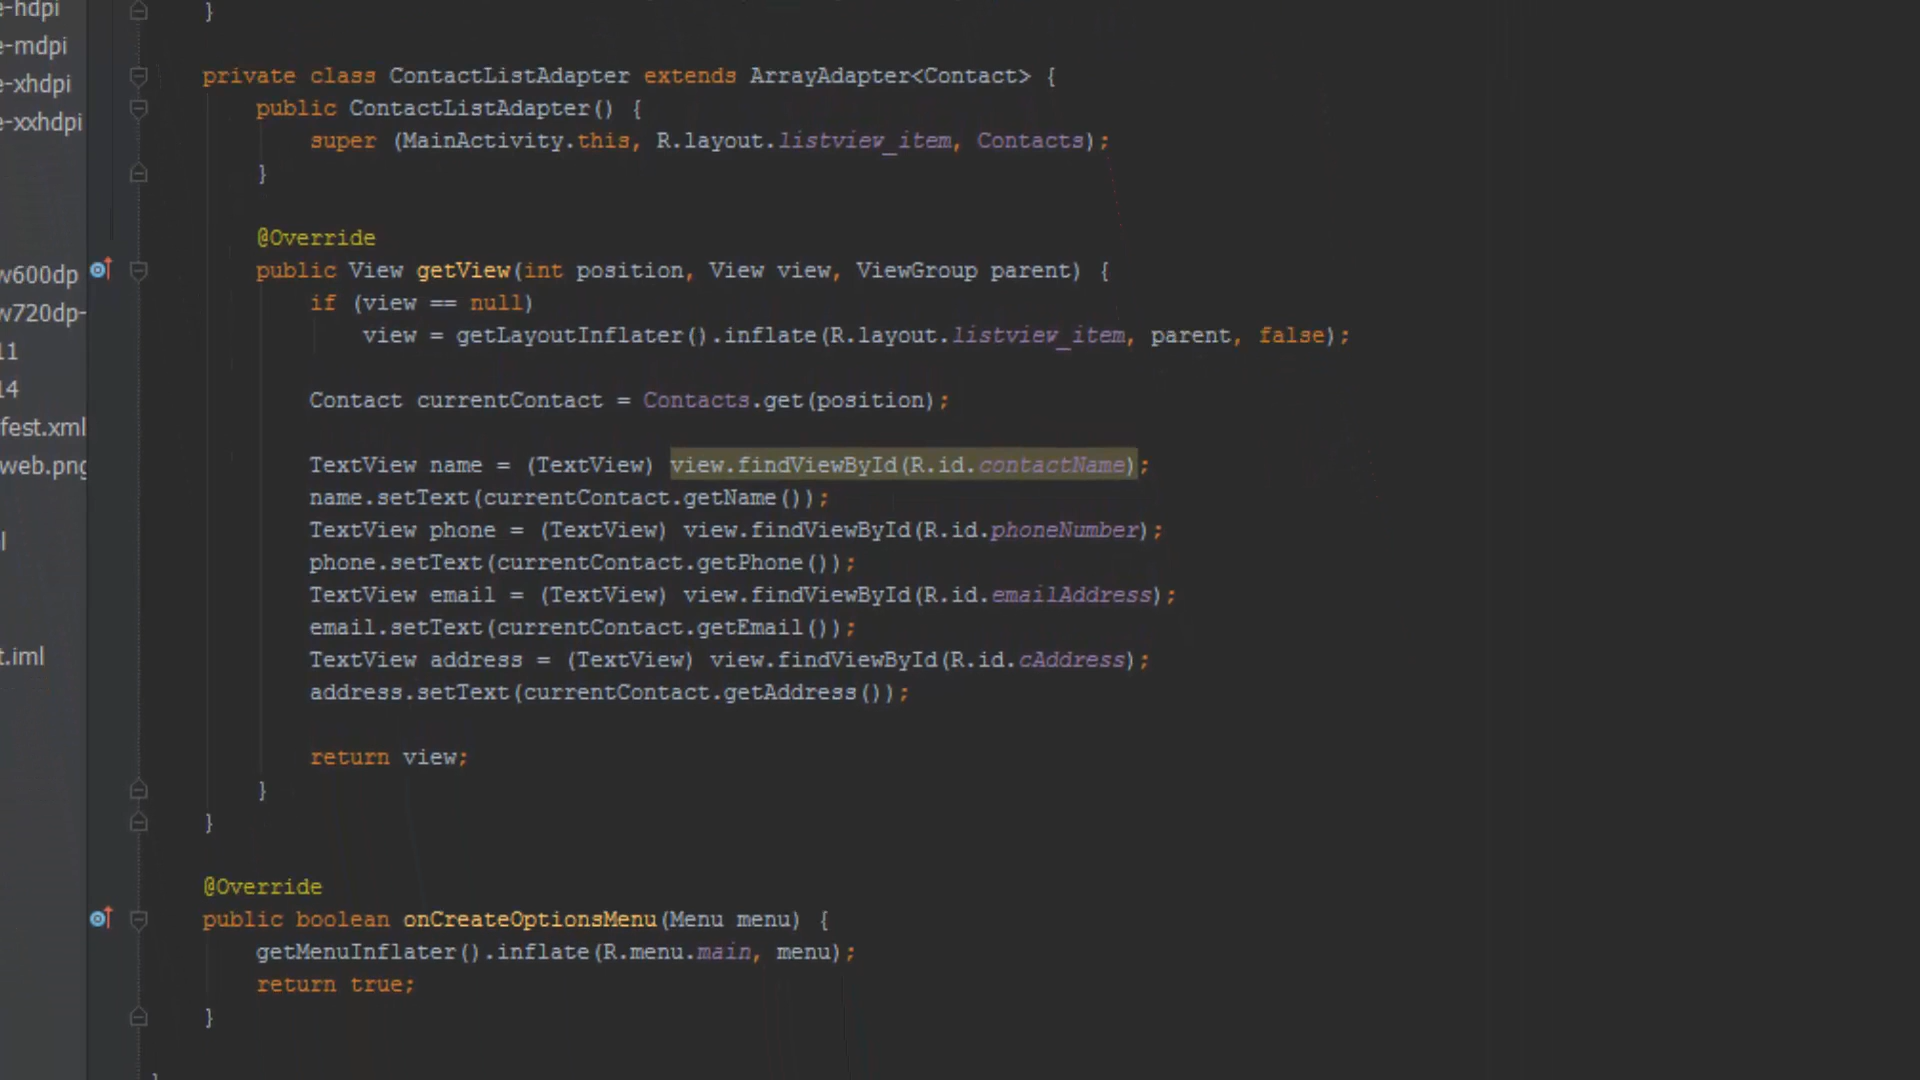 e-hdpi
e-mdpi
e-xhdpi
e-xxhdpi
w600dp
w720dp-
11
14
fest.xml
web.png
l
t.iml
}
private class ContactListAdapter extends ArrayAdapter<Contact> {
public ContactListAdapter() {
super (MainActivity.this, R.layout.listview_item, Contacts);
}
@Override
public View getView(int position, View view, ViewGroup parent) {
if (view == null)
view = getLayoutInflater().inflate(R.layout.listview_item, parent, false);
Contact currentContact = Contacts.get(position);
TextView name = (TextView) view.findViewById(R.id.contactName);
name.setText(currentContact.getName());
TextView phone = (TextView) view.findViewById(R.id.phoneNumber);
phone.setText(currentContact.getPhone());
TextView email = (TextView) view.findViewById(R.id.emailAddress);
email.setText(currentContact.getEmail());
TextView address = (TextView) view.findViewById(R.id.cAddress);
address.setText(currentContact.getAddress());
return view;
}
}
@Override
public boolean onCreateOptionsMenu(Menu menu) {
getMenuInflater().inflate(R.menu.main, menu);
return true;
}